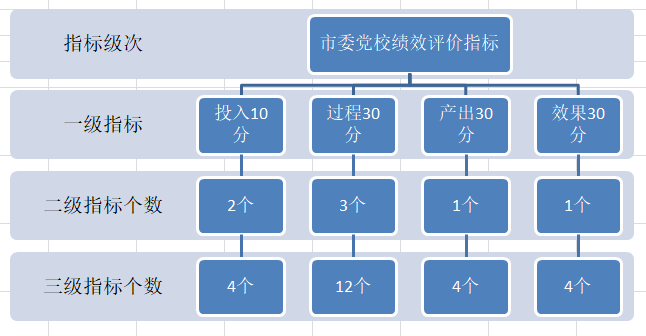 指标级次
市委党校绩效评价指标
一级指标
投入10
分
过程30
分
产出30
分
效果30
分
二级指标个数
2个
3个
1个
1个
三级指标个数
4个
12个
4个
4个